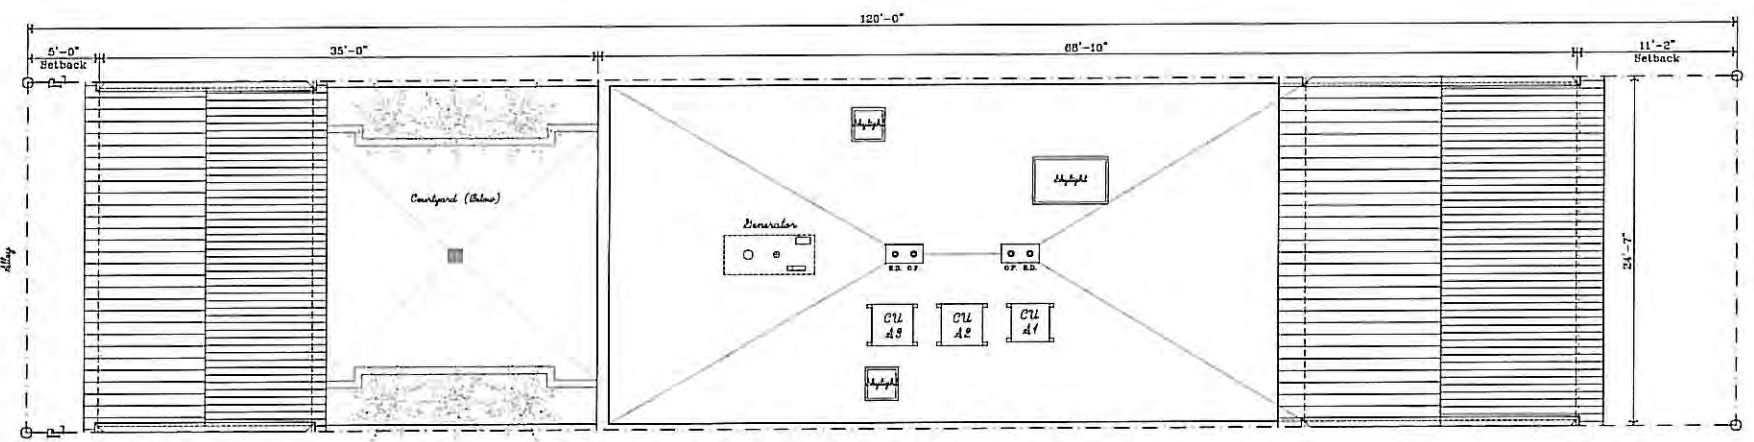 120'-0"
5'-0"
Setback
35'-0"
68'-10"
11'-2"
Setback
Skylight
Skylight
Courtyard (Below)
Generator
Alley
24'-7"
R.D. O.F.
O.F. R.D.
CU
A3
CU
A2
CU
A1
Skylight